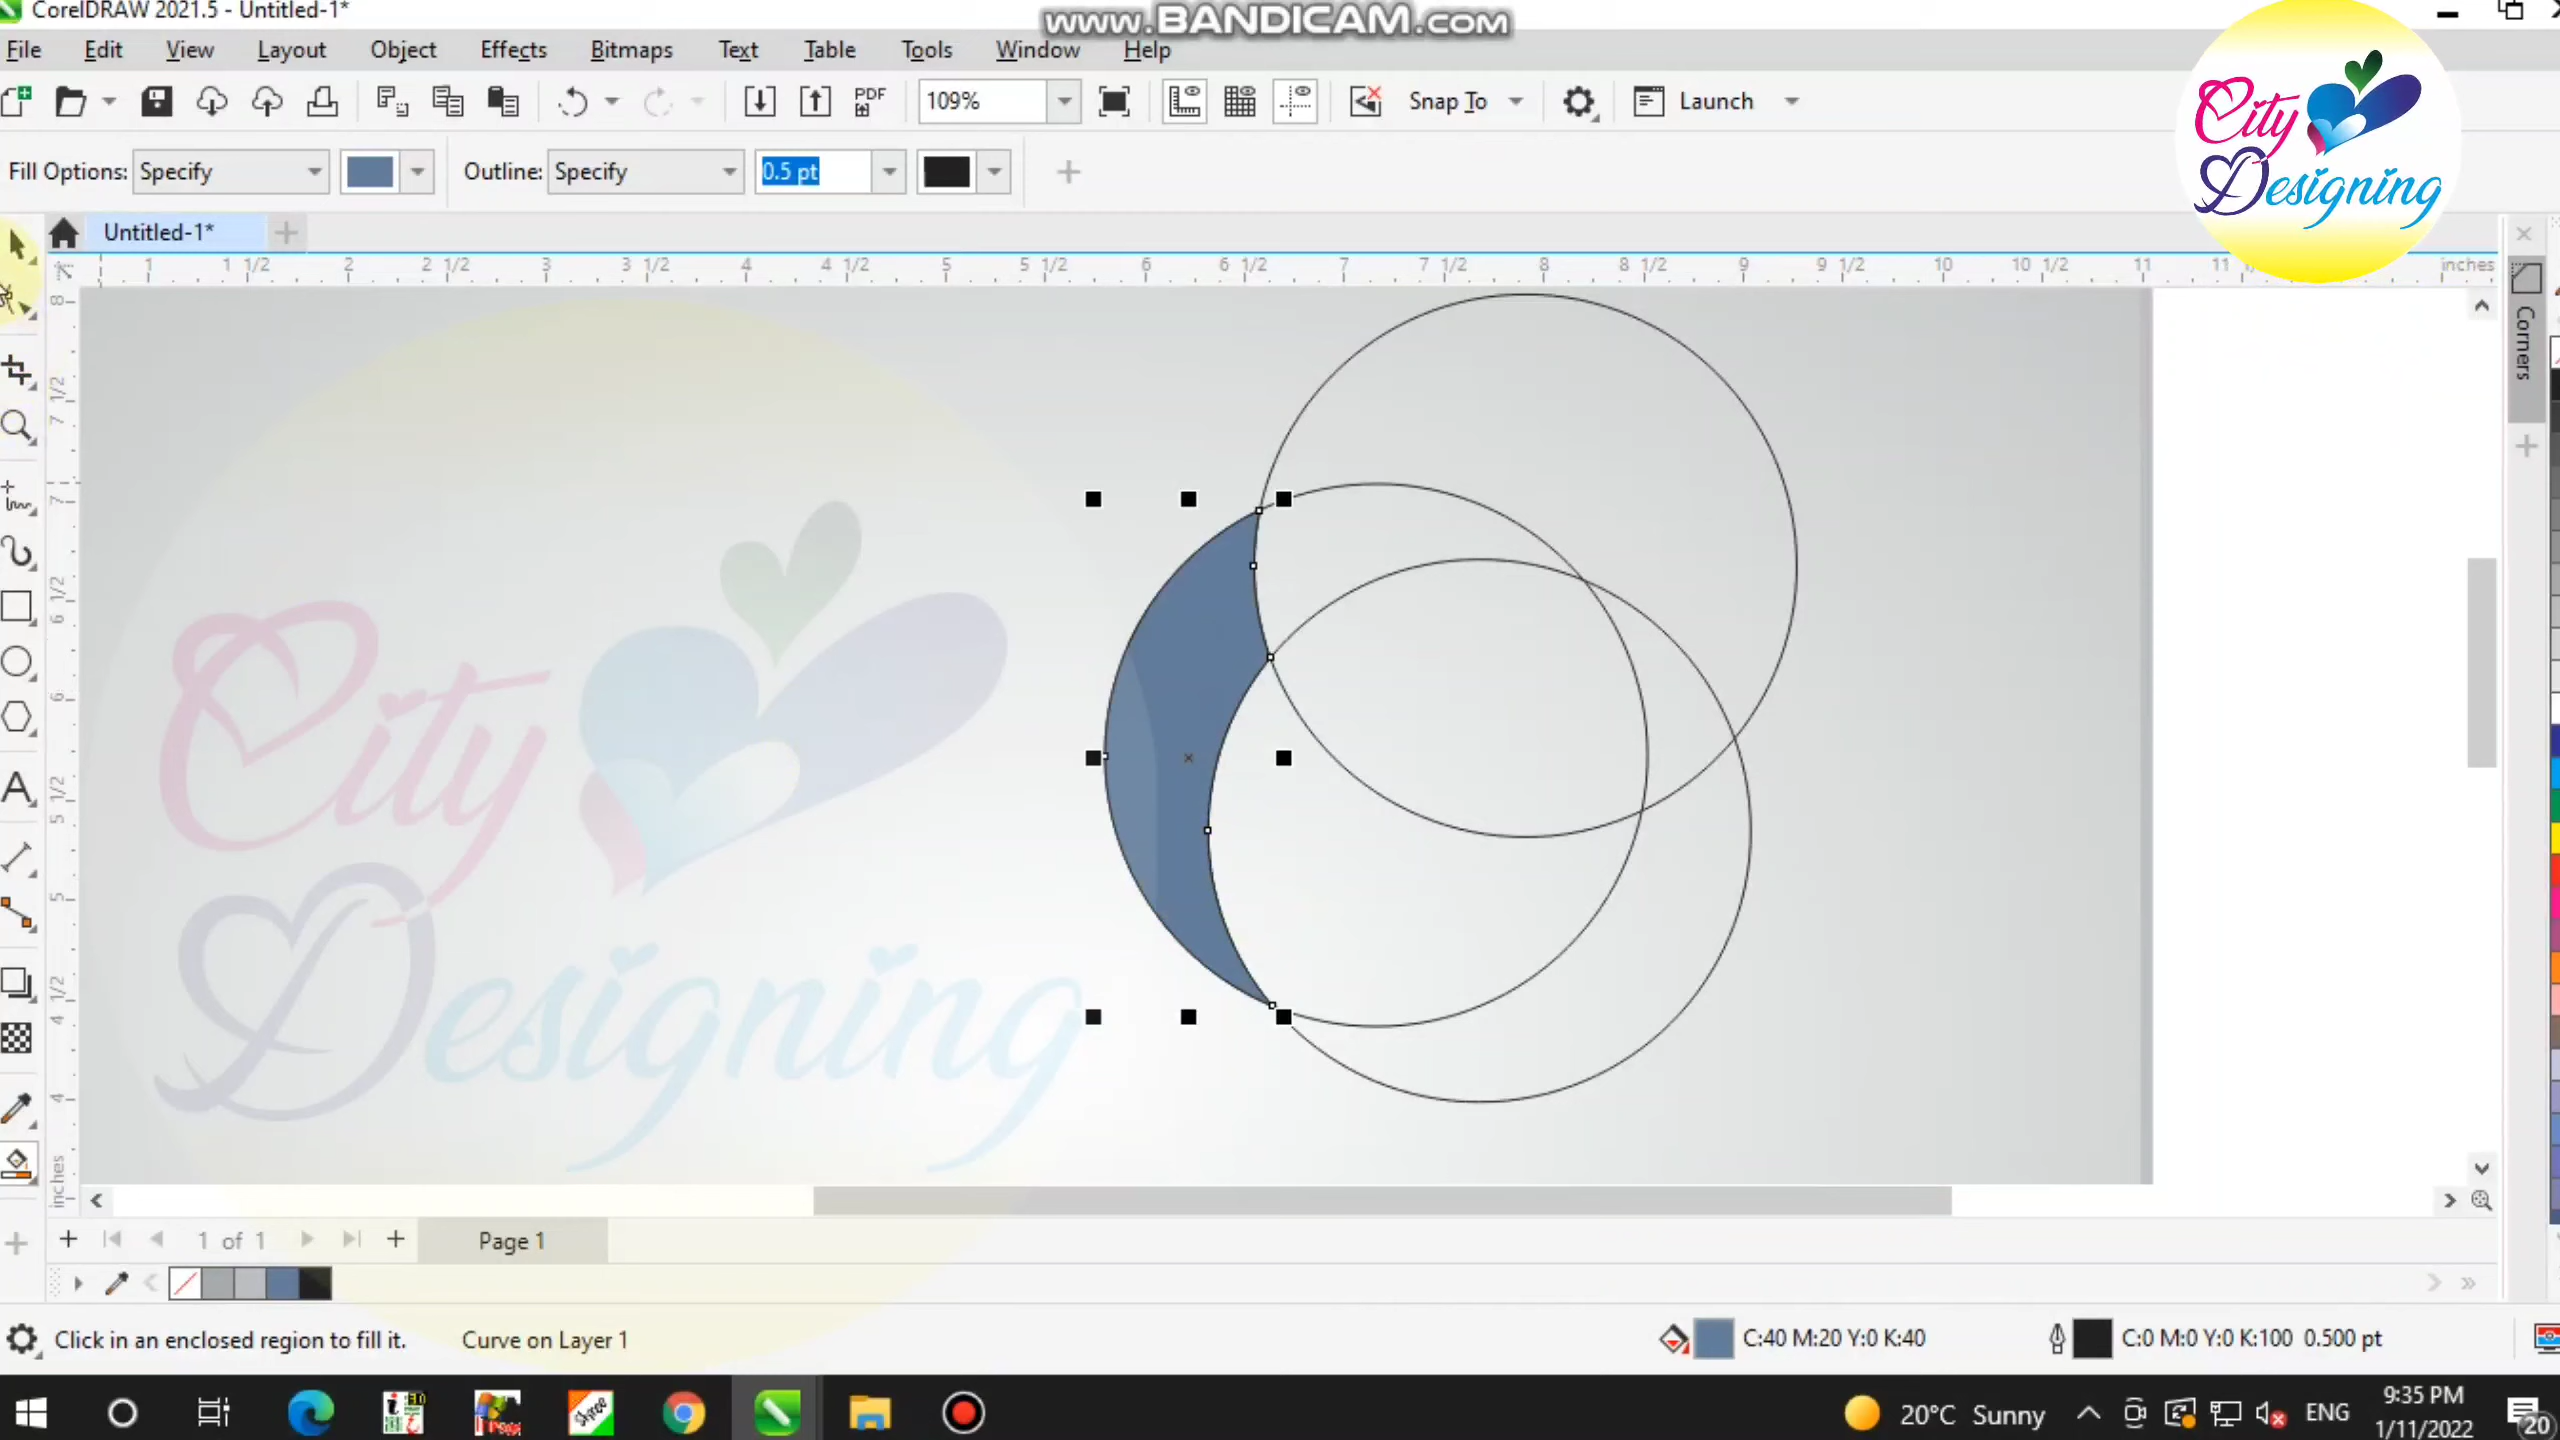 CorelDRAW 2021.5 - Untitled-1*
www.BANDICAM.com
File Edit View Layout Object Effects Bitmaps Text Table Tools Window Help
PDF 109% Snap To Launch
City
Designing
Fill Options: Specify Outline: Specify 0.5 pt
Untitled-1*
1 1 1/2 2 2 1/2 3 3 1/2 4 4 1/2 5 5 1/2 6 6 1/2 7 7 1/2 8 8 1/2 9 9 1/2 10 10 1/2 11 11 inches
8
7 1/2
7
6 1/2
6
5 1/2
5
4 1/2
4
inches
Corners
City
Designing
1 of 1 Page 1
Click in an enclosed region to fill it. Curve on Layer 1 C:40 M:20 Y:0 K:40 C:0 M:0 Y:0 K:100 0.500 pt
20°C Sunny ENG 9:35 PM
1/11/2022
20